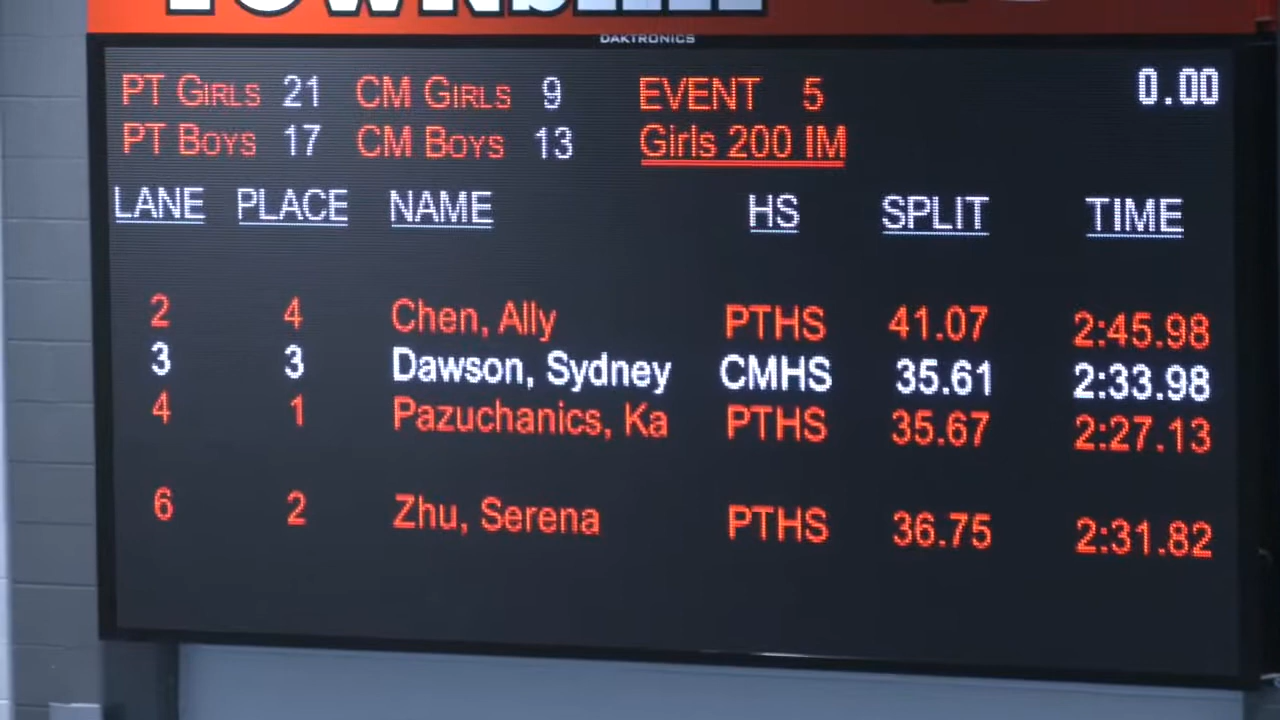 DAKTRONICS
PT GIRLS 21 CM GIRLS 9 EVENT 5 0.00
PT BOYS 17 CM BOYS 13 Girls 200 IM
LANE PLACE NAME HS SPLIT TIME
2 4 Chen, Ally PTHS 41.07 2:45.98
3 3 Dawson, Sydney CMHS 35.61 2:33.98
4 1 Pazuchanics, Ka PTHS 35.67 2:27.13
6 2 Zhu, Serena PTHS 36.75 2:31.82